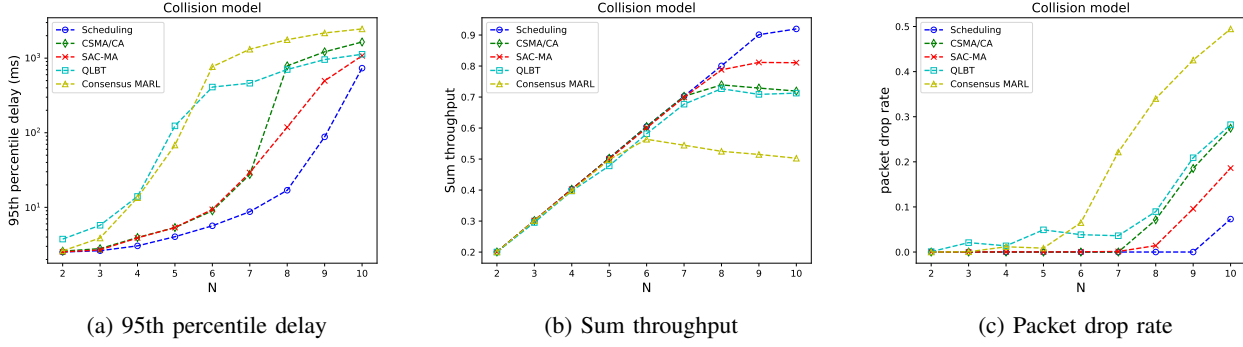 Collision model
95th percentile delay (ms)
10³
10²
10¹
Scheduling
CSMA/CA
SAC-MA
QLBT
Consensus MARL
2 3 4 5 6 7 8 9 10
N
(a) 95th percentile delay
Collision model
Sum throughput
0.9
0.8
0.7
0.6
0.5
0.4
0.3
0.2
Scheduling
CSMA/CA
SAC-MA
QLBT
Consensus MARL
2 3 4 5 6 7 8 9 10
N
(b) Sum throughput
Collision model
packet drop rate
0.5
0.4
0.3
0.2
0.1
0.0
Scheduling
CSMA/CA
SAC-MA
QLBT
Consensus MARL
2 3 4 5 6 7 8 9 10
N
(c) Packet drop rate